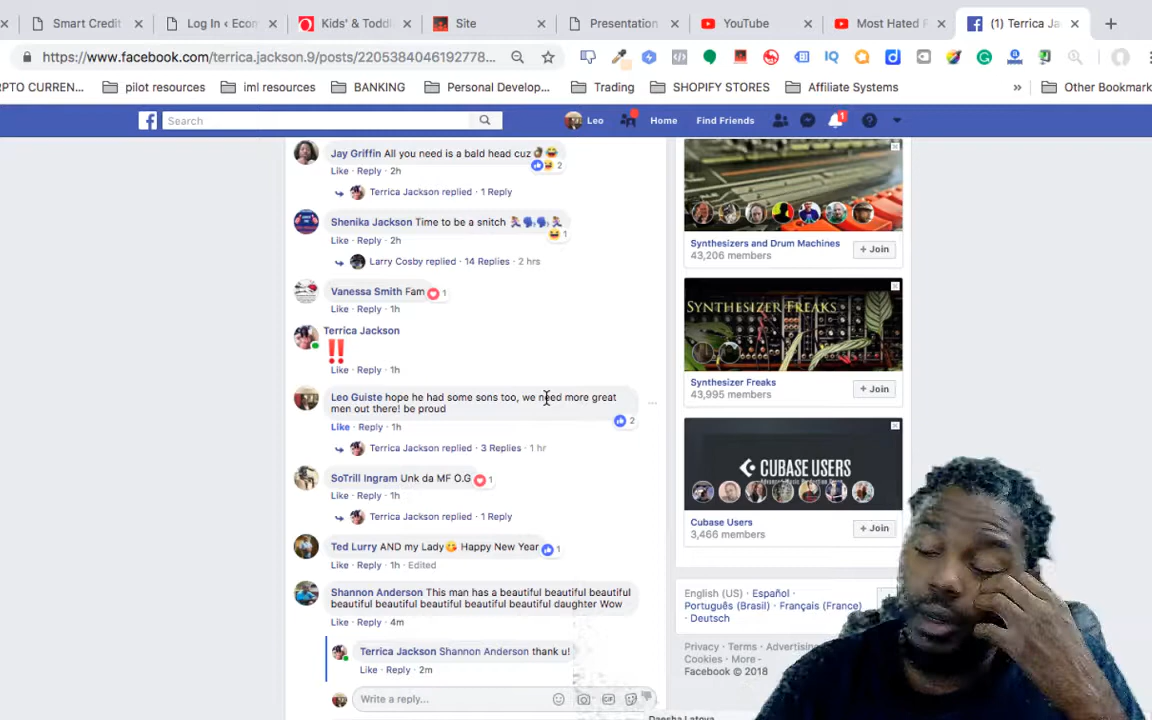 Smart Credit
Log In ‹ Econ
Kids' & Toddl
Site
Presentation
YouTube
Most Hated F
(1) Terrica Ja
https://www.facebook.com/terrica.jackson.9/posts/2205384046192778...
PTO CURREN...
pilot resources
iml resources
BANKING
Personal Develop...
Trading
SHOPIFY STORES
Affiliate Systems
»
Other Bookmark
Search
Leo
Home
Find Friends
1
Jay Griffin All you need is a bald head cuz
2
Like · Reply · 2h
Terrica Jackson replied · 1 Reply
Shenika Jackson Time to be a snitch
1
Like · Reply · 2h
Larry Cosby replied · 14 Replies · 2 hrs
Vanessa Smith Fam
1
Like · Reply · 1h
Terrica Jackson
‼
Like · Reply · 1h
Leo Guiste hope he had some sons too, we need more great
men out there! be proud
2
Like · Reply · 1h
Terrica Jackson replied · 3 Replies · 1 hr
SoTrill Ingram Unk da MF O.G
1
Like · Reply · 1h
Terrica Jackson replied · 1 Reply
Ted Lurry AND my Lady Happy New Year
1
Like · Reply · 1h · Edited
Shannon Anderson This man has a beautiful beautiful beautiful
beautiful beautiful beautiful beautiful beautiful daughter Wow
Like · Reply · 4m
Terrica Jackson Shannon Anderson thank u!
Like · Reply · 2m
Write a reply...
Synthesizers and Drum Machines
43,206 members
+ Join
SYNTHESIZER FREAKS
Synthesizer Freaks
43,995 members
+ Join
CUBASE USERS
Cubase Users
3,466 members
+ Join
English (US) · Español ·
Português (Brasil) · Français (France)
· Deutsch
Privacy · Terms · Advertising
Cookies · More
Facebook © 2018